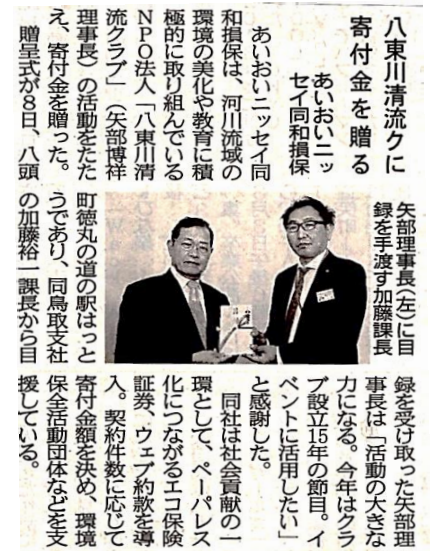 八東川清流クに
寄付金を贈る
あいおいニッ
セイ同和損保
あいおいニッセイ同
和損保は、河川流域の
環境の美化や教育に積
極的に取り組んでいる
NPO法人「八東川清
流クラブ」（矢部博祥
理事長）の活動をたた
え、寄付金を贈った。
贈呈式が8日、八頭
町徳丸の道の駅はっと
うであり、同鳥取支社
の加藤裕一課長から目
矢部理事長（左）に目
録を手渡す加藤課長
録を受け取った矢部理
事長は「活動の大きな
力になる。今年はクラ
ブ設立15年の節目。イ
ベントに活用したい」
と感謝した。
同社は社会貢献の一
環として、ペーパレス
化につながるエコ保険
証券、ウェブ約款を導
入。契約件数に応じて
寄付金額を決め、環境
保全活動団体などを支
援している。